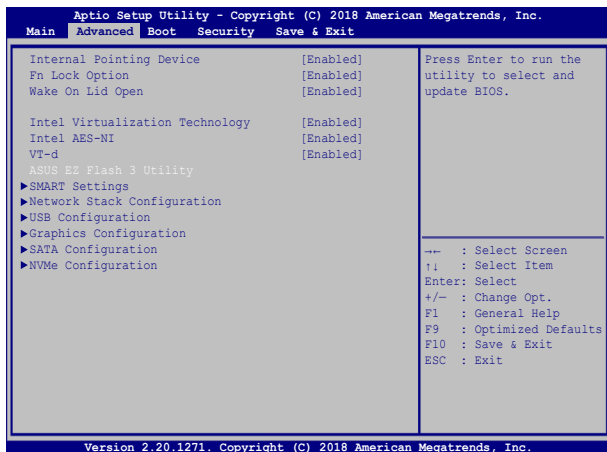 Aptio Setup Utility - Copyright (C) 2018 American Megatrends, Inc.
Main Advanced Boot Security Save & Exit
Internal Pointing Device [Enabled]
Fn Lock Option [Enabled]
Wake On Lid Open [Enabled]
Intel Virtualization Technology [Enabled]
Intel AES-NI [Enabled]
VT-d [Enabled]
ASUS EZ Flash 3 Utility
▶SMART Settings
▶Network Stack Configuration
▶USB Configuration
▶Graphics Configuration
▶SATA Configuration
▶NVMe Configuration
Press Enter to run the
utility to select and
update BIOS.
→← : Select Screen
↑↓ : Select Item
Enter: Select
+/— : Change Opt.
F1 : General Help
F9 : Optimized Defaults
F10 : Save & Exit
ESC : Exit
Version 2.20.1271. Copyright (C) 2018 American Megatrends, Inc.